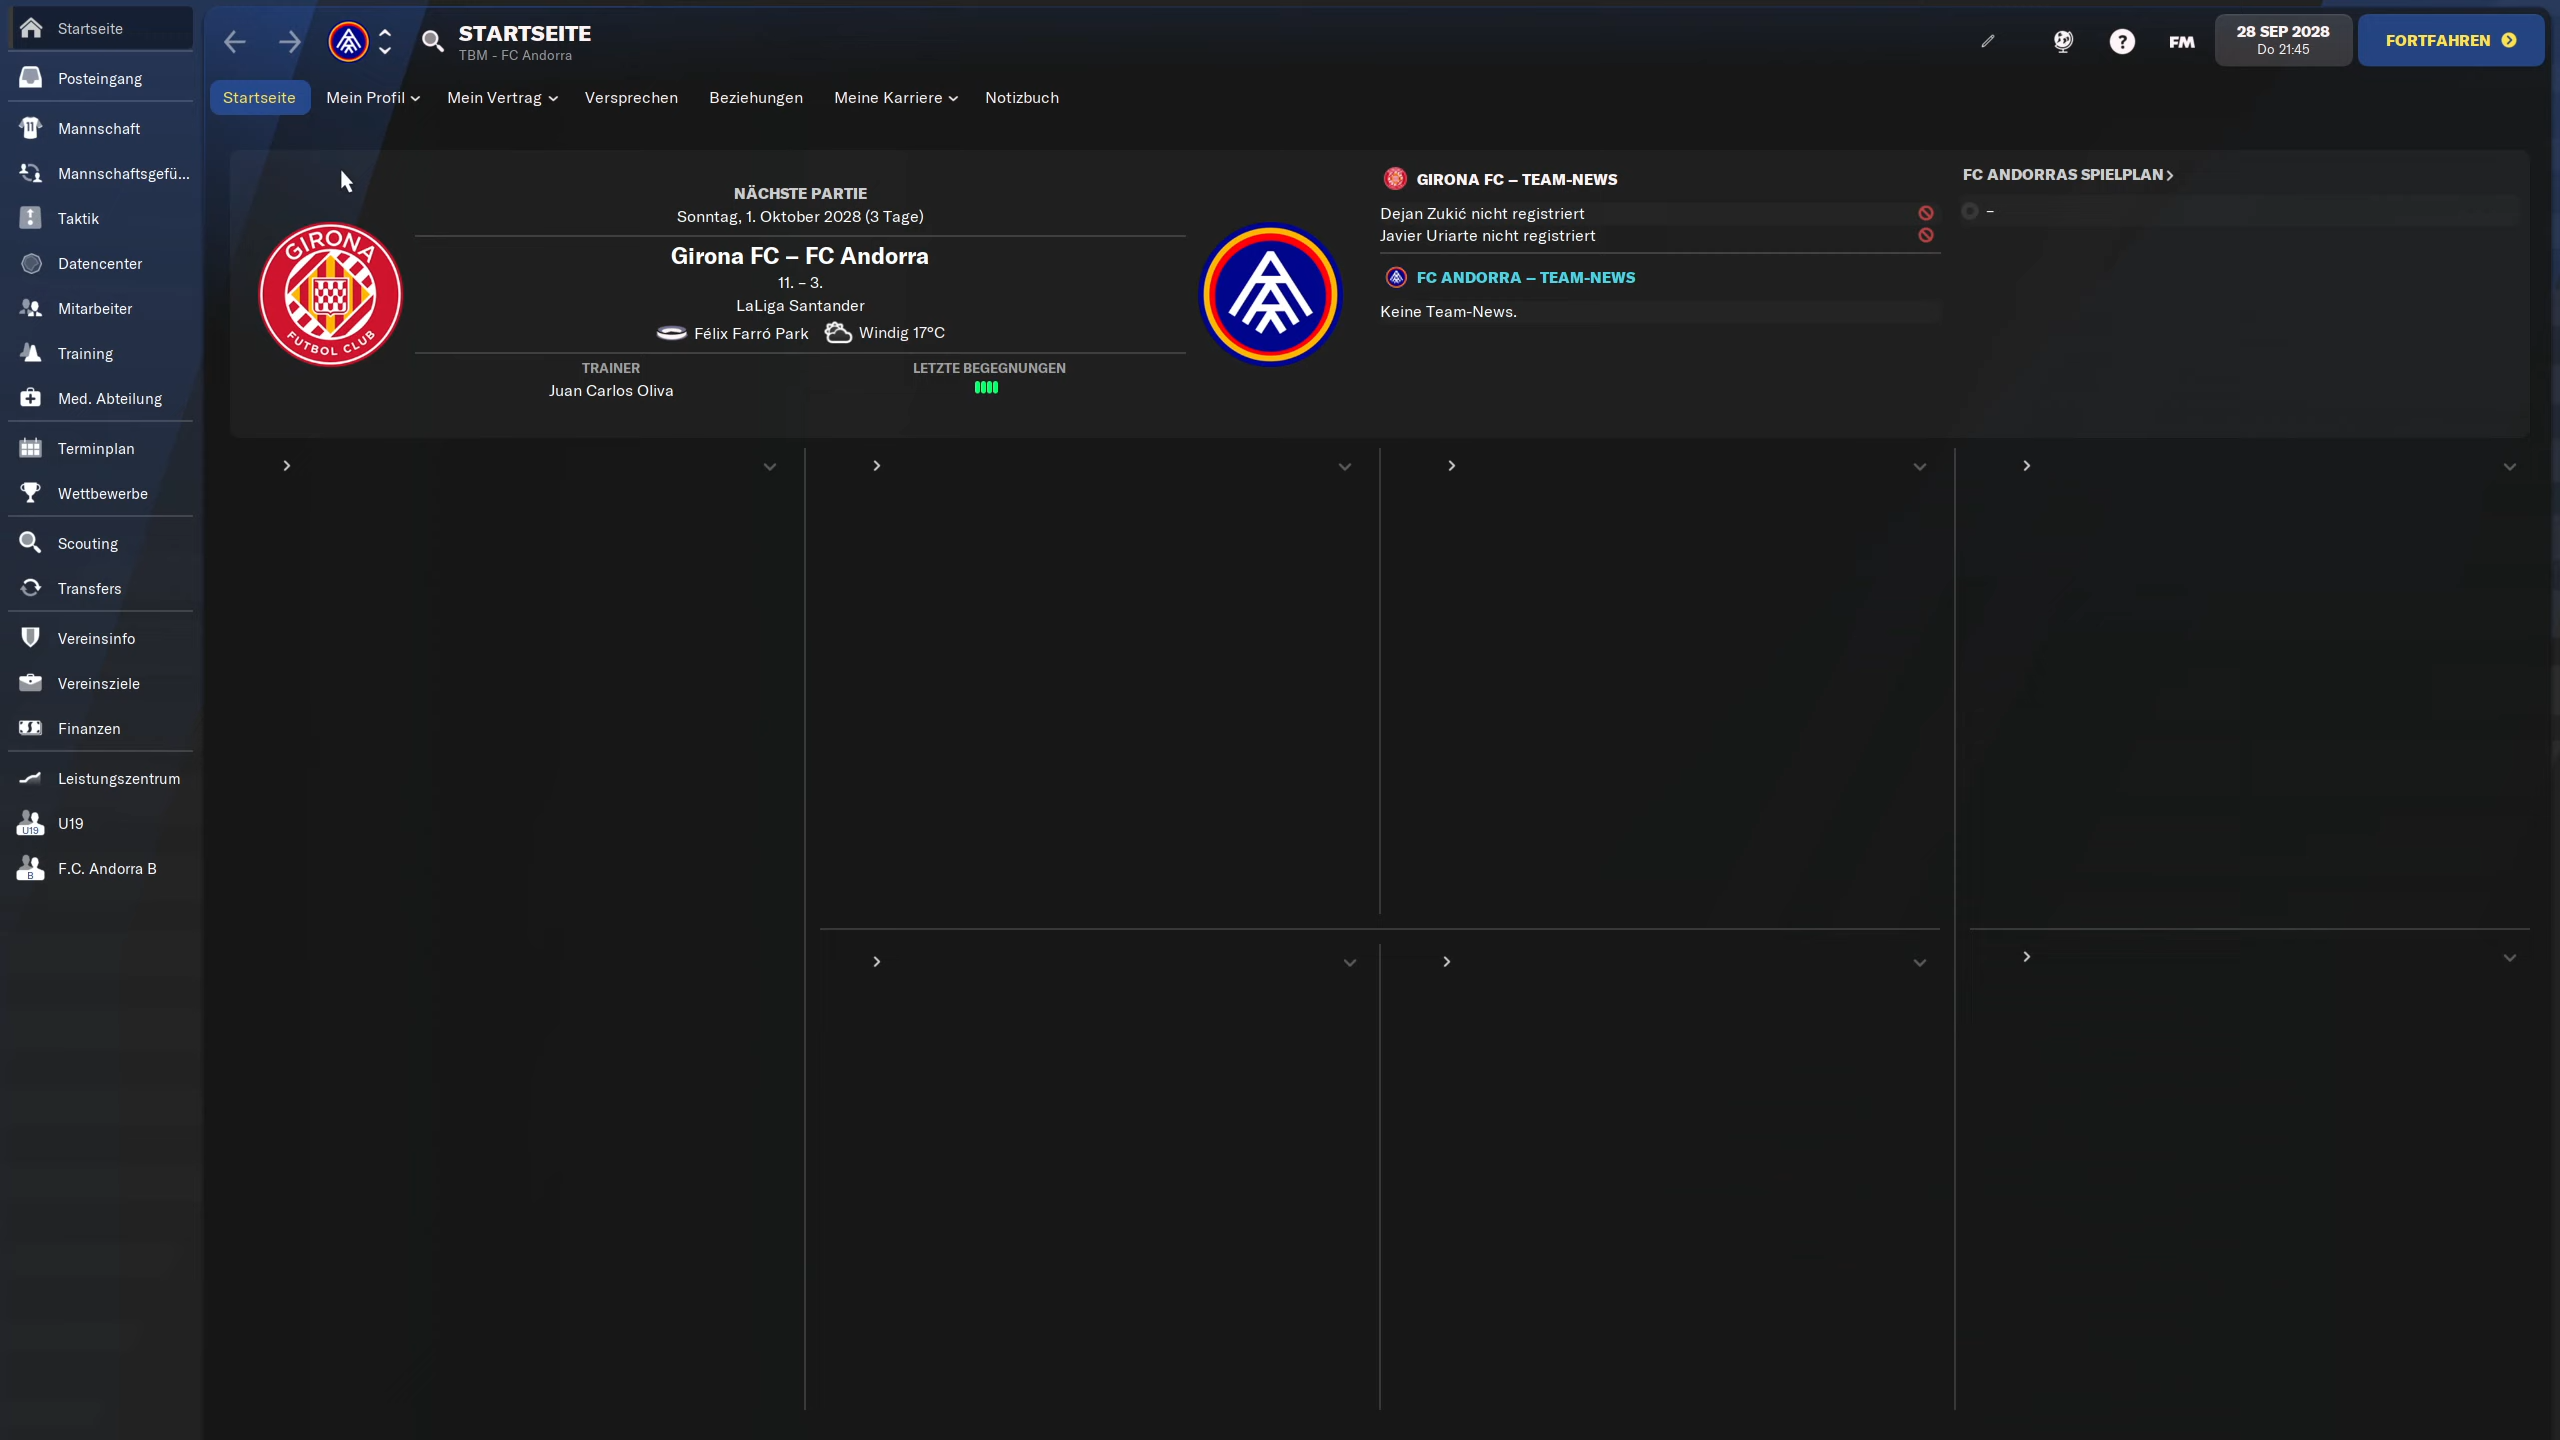 Startseite
Posteingang
Mannschaft
Mannschaftsgefü...
Taktik
Datencenter
Mitarbeiter
Training
Med. Abteilung
Terminplan
Wettbewerbe
Scouting
Transfers
Vereinsinfo
Vereinsziele
Finanzen
Leistungszentrum
U19
U19
B
F.C. Andorra B
STARTSEITE
TBM - FC Andorra
FM
28 SEP 2028
Do 21:45
FORTFAHREN
Startseite
Mein Profil
Mein Vertrag
Versprechen
Beziehungen
Meine Karriere
Notizbuch
GIRONA
FUTBOL CLUB
NÄCHSTE PARTIE
Sonntag, 1. Oktober 2028 (3 Tage)
Girona FC – FC Andorra
11. – 3.
LaLiga Santander
Félix Farró Park
Windig 17°C
TRAINER
Juan Carlos Oliva
LETZTE BEGEGNUNGEN
GIRONA FC – TEAM-NEWS
Dejan Zukić nicht registriert
Javier Uriarte nicht registriert
FC ANDORRA – TEAM-NEWS
Keine Team-News.
FC ANDORRAS SPIELPLAN
–